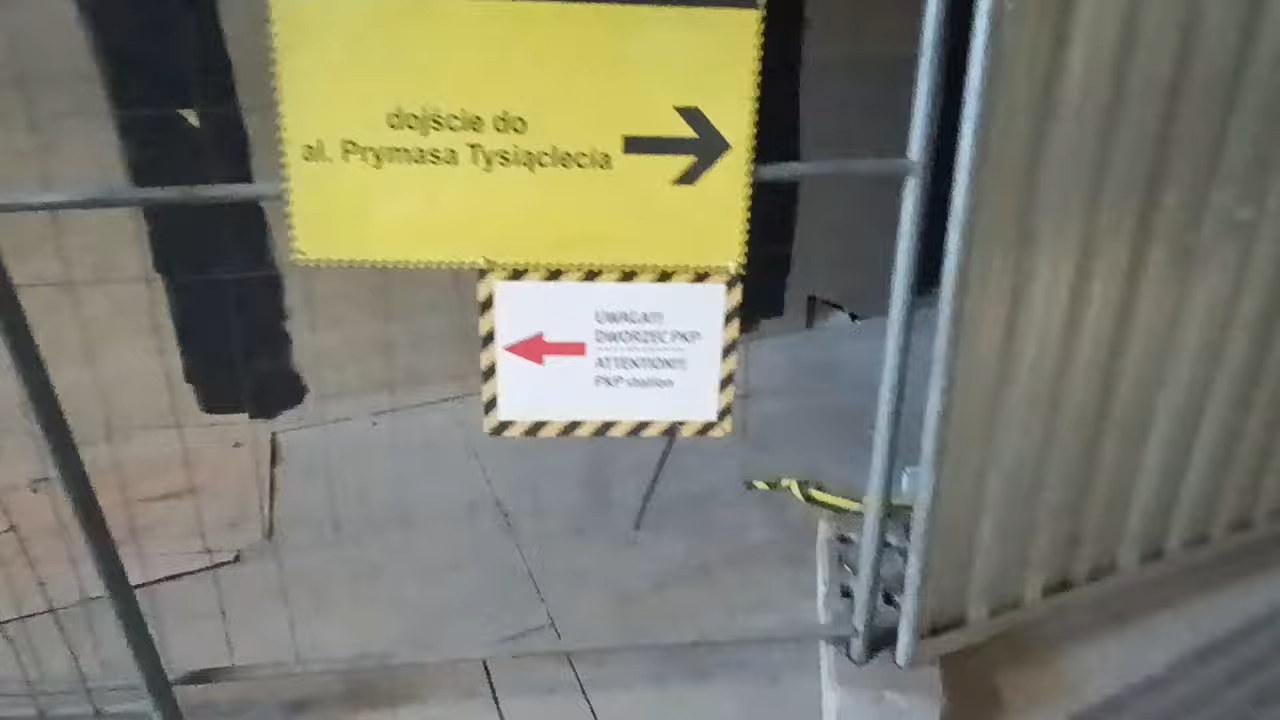 dojście do
al. Prymasa Tysiąclecia
UWAGA!!!
DWORZEC PKP
ATTENTION!!!
PKP station